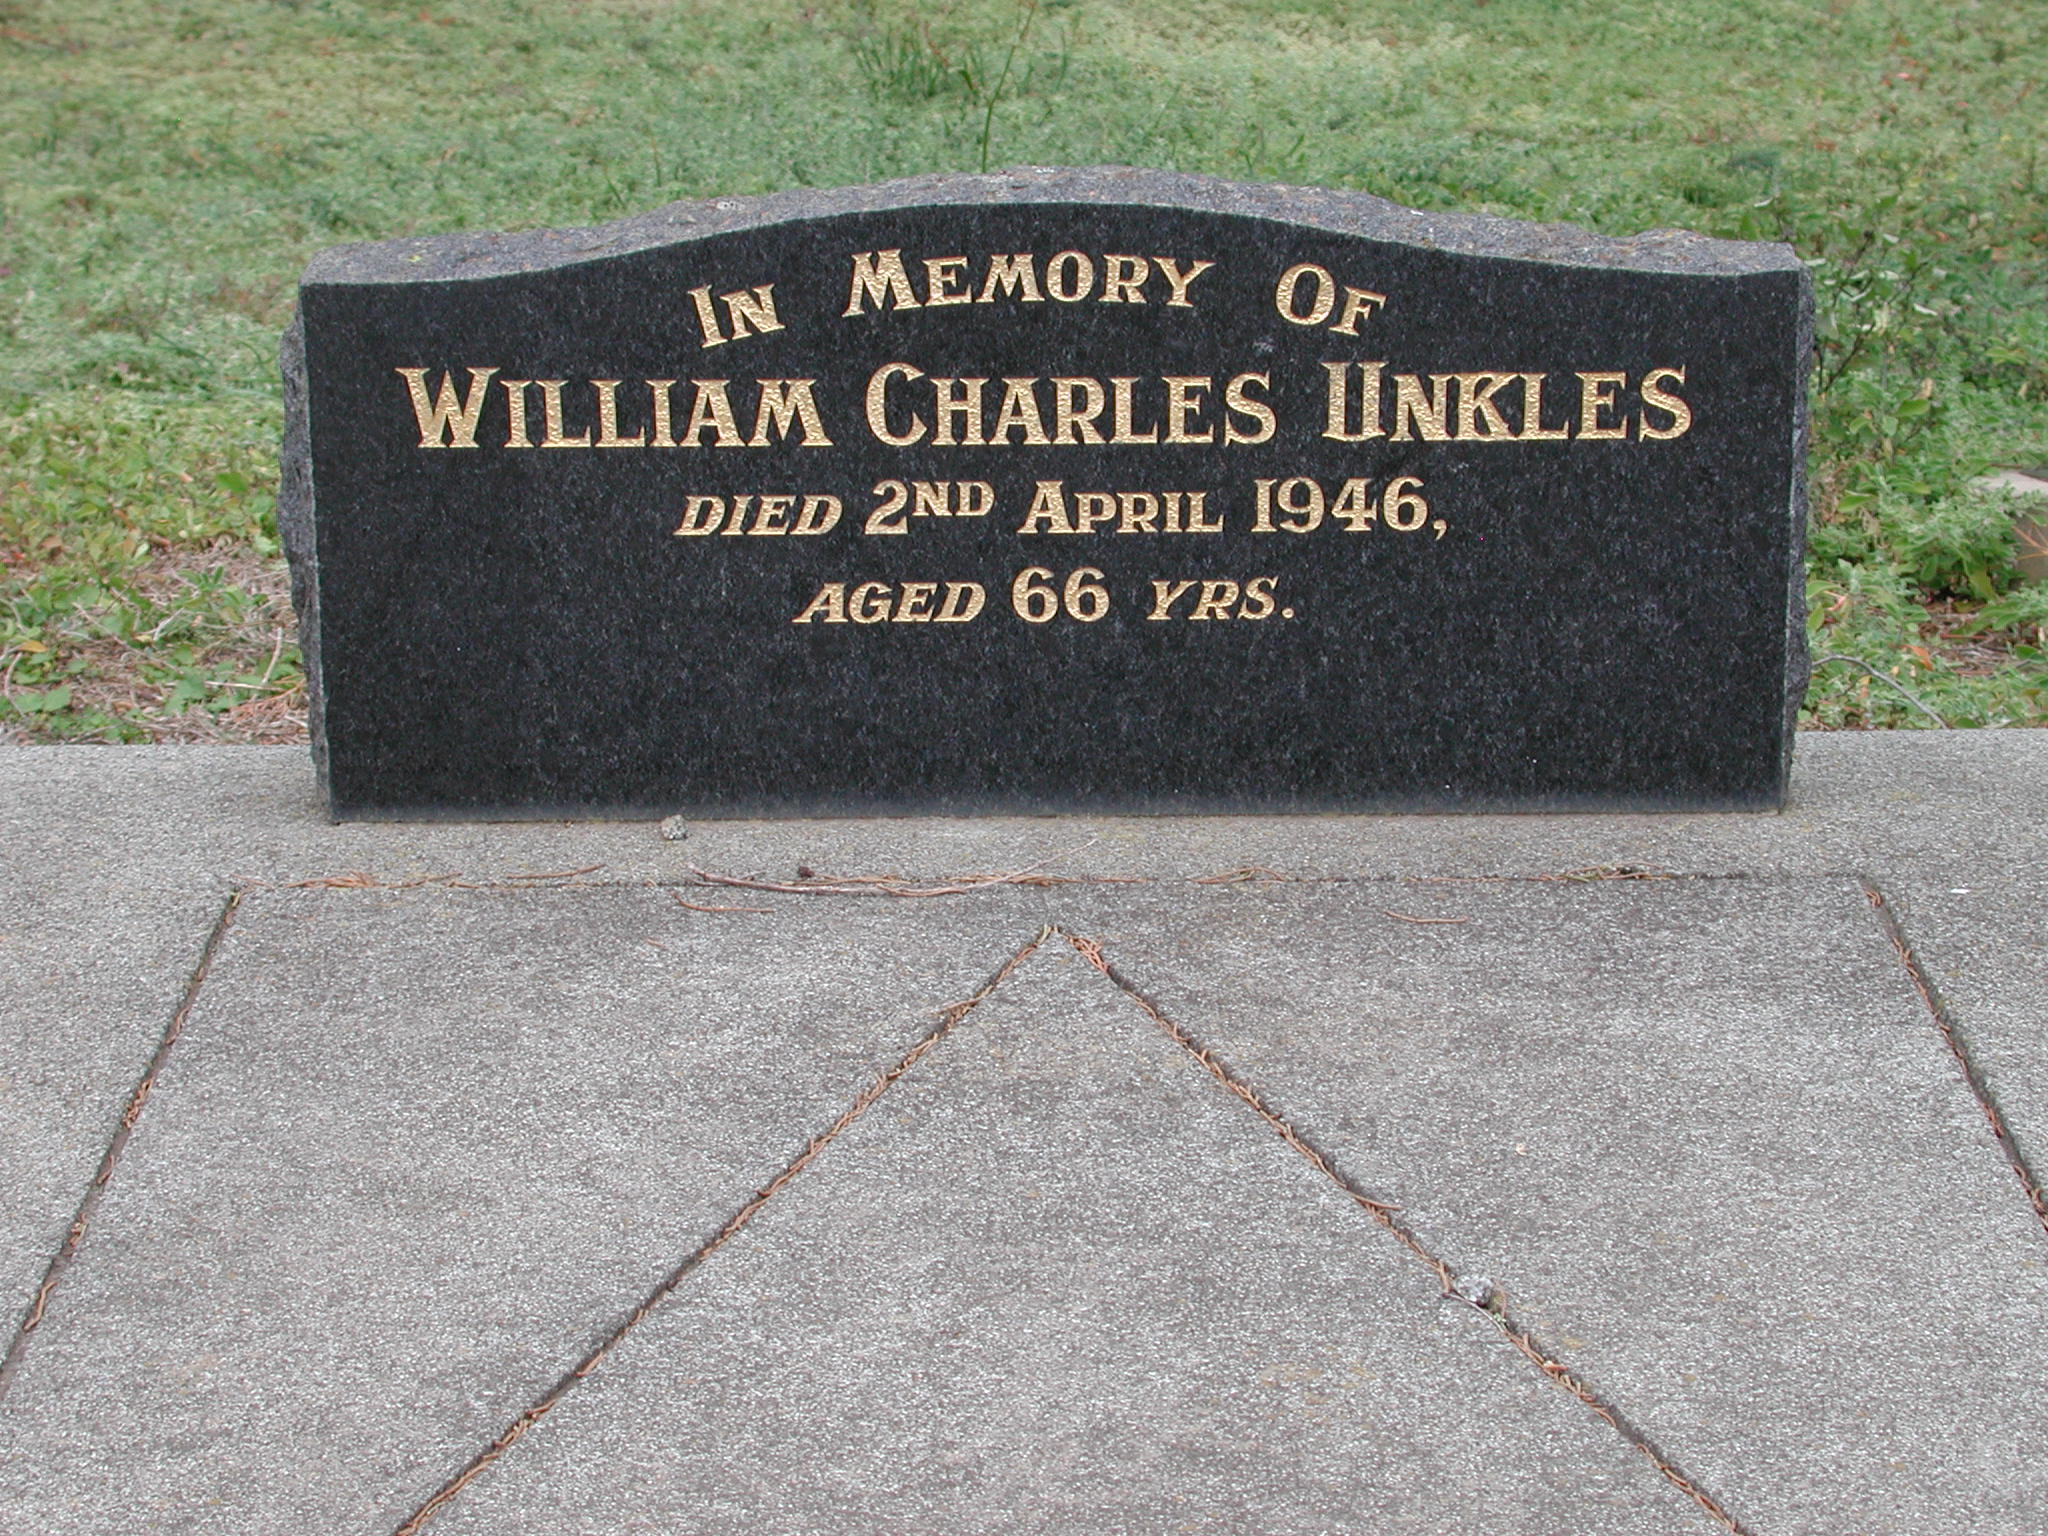 In Memory Of
William Charles Unkles
died 2nd April 1946,
aged 66 yrs.